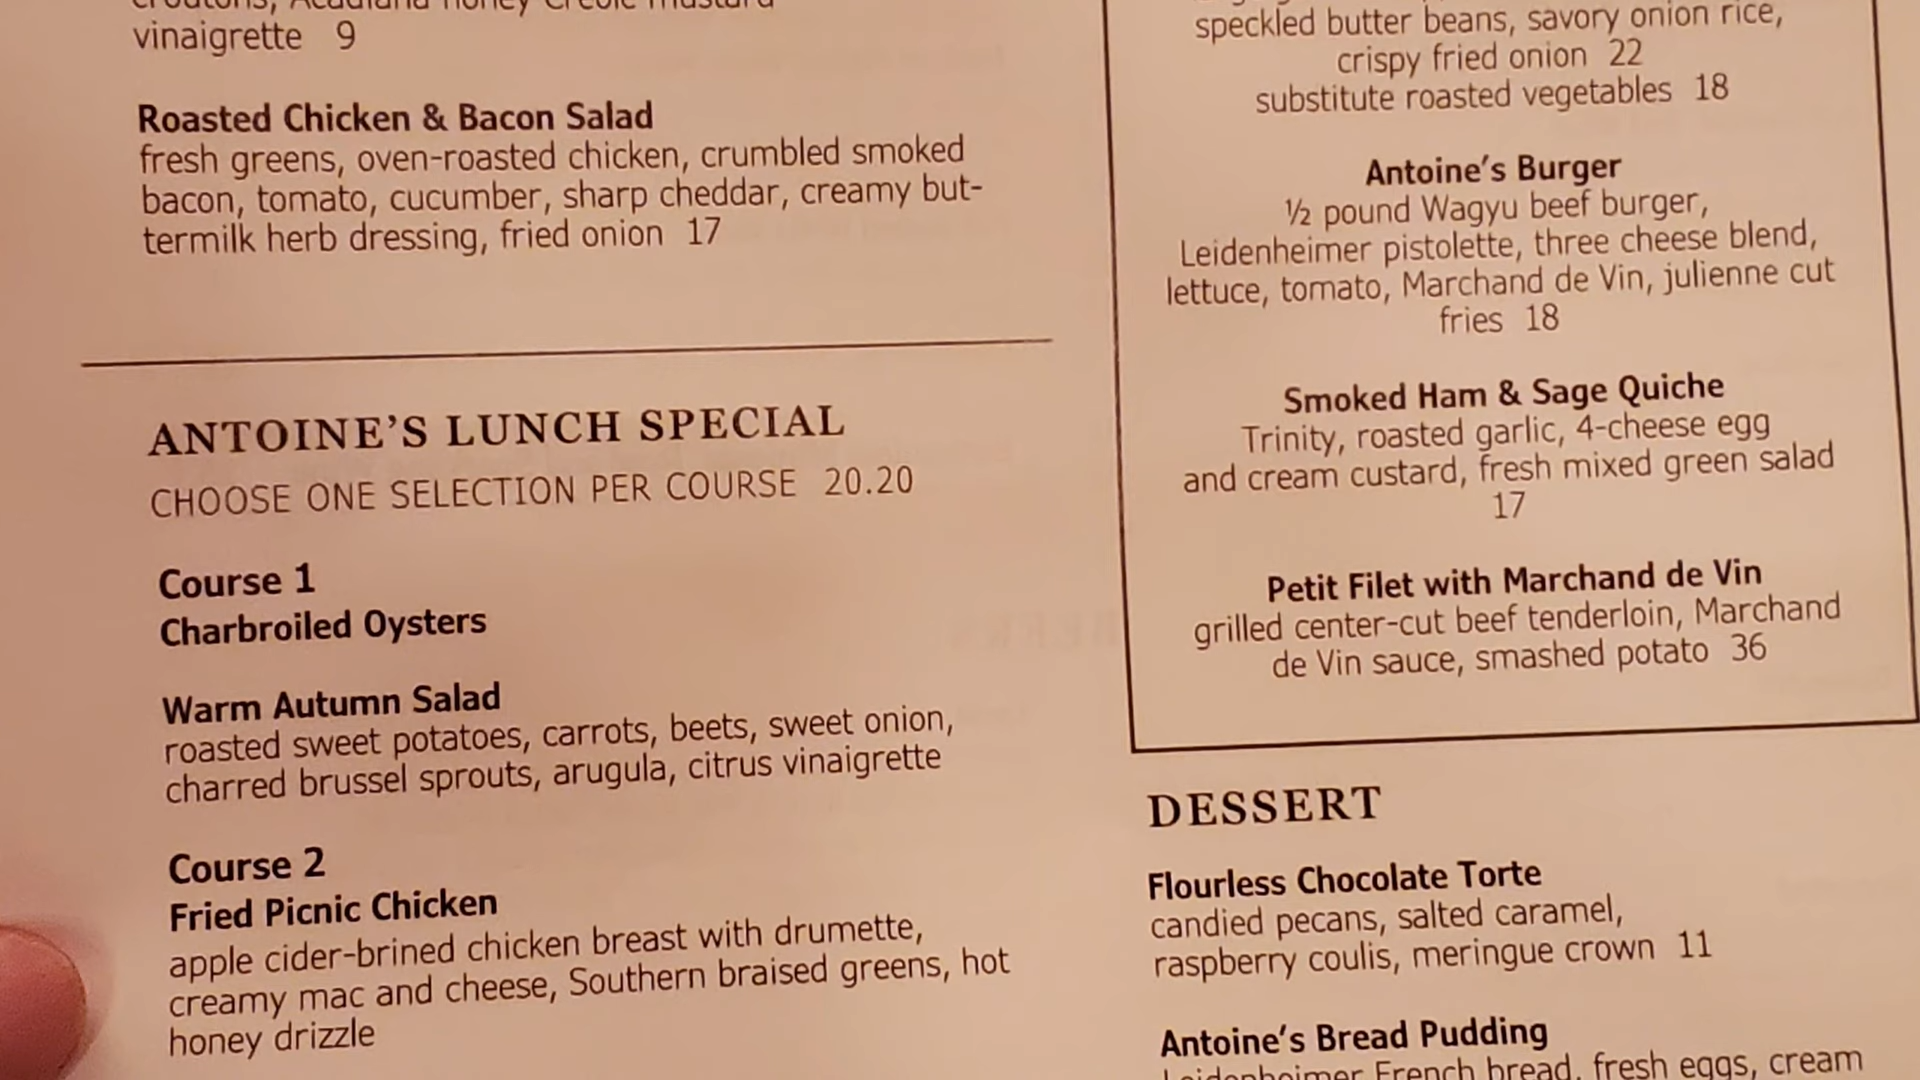 vinaigrette 9
Roasted Chicken & Bacon Salad
fresh greens, oven-roasted chicken, crumbled smoked
bacon, tomato, cucumber, sharp cheddar, creamy but-
termilk herb dressing, fried onion 17
ANTOINE'S LUNCH SPECIAL
CHOOSE ONE SELECTION PER COURSE 20.20
Course 1
Charbroiled Oysters
Warm Autumn Salad
roasted sweet potatoes, carrots, beets, sweet onion,
charred brussel sprouts, arugula, citrus vinaigrette
Course 2
Fried Picnic Chicken
apple cider-brined chicken breast with drumette,
creamy mac and cheese, Southern braised greens, hot
honey drizzle
speckled butter beans, savory onion rice,
crispy fried onion 22
substitute roasted vegetables 18
Antoine's Burger
½ pound Wagyu beef burger,
Leidenheimer pistolette, three cheese blend,
lettuce, tomato, Marchand de Vin, julienne cut
fries 18
Smoked Ham & Sage Quiche
Trinity, roasted garlic, 4-cheese egg
and cream custard, fresh mixed green salad
17
Petit Filet with Marchand de Vin
grilled center-cut beef tenderloin, Marchand
de Vin sauce, smashed potato 36
DESSERT
Flourless Chocolate Torte
candied pecans, salted caramel,
raspberry coulis, meringue crown 11
Antoine's Bread Pudding
Leidenheimer French bread, fresh eggs, cream